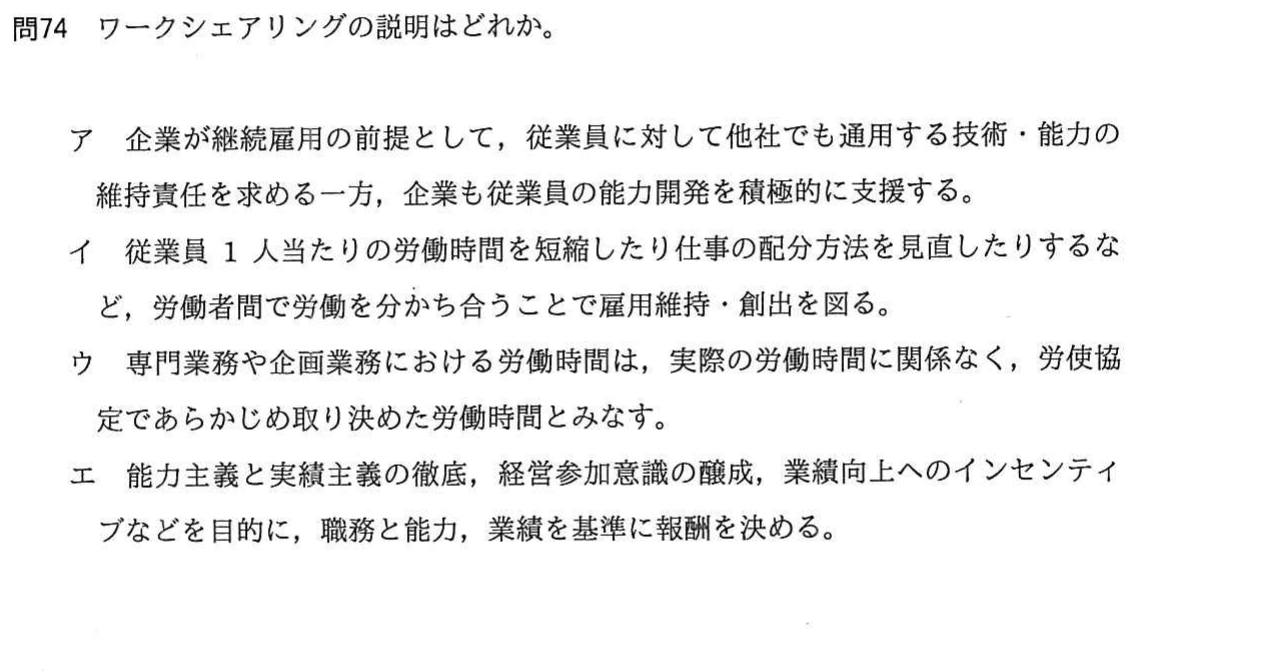 問74 ワークシェアリングの説明はどれか。
ア 企業が継続雇用の前提として，従業員に対して他社でも通用する技術・能力の
維持責任を求める一方，企業も従業員の能力開発を積極的に支援する。
イ 従業員 1 人当たりの労働時間を短縮したり仕事の配分方法を見直したりするな
ど，労働者間で労働を分かち合うことで雇用維持・創出を図る。
ウ 専門業務や企画業務における労働時間は，実際の労働時間に関係なく，労使協
定であらかじめ取り決めた労働時間とみなす。
エ 能力主義と実績主義の徹底，経営参加意識の醸成，業績向上へのインセンティ
ブなどを目的に，職務と能力，業績を基準に報酬を決める。